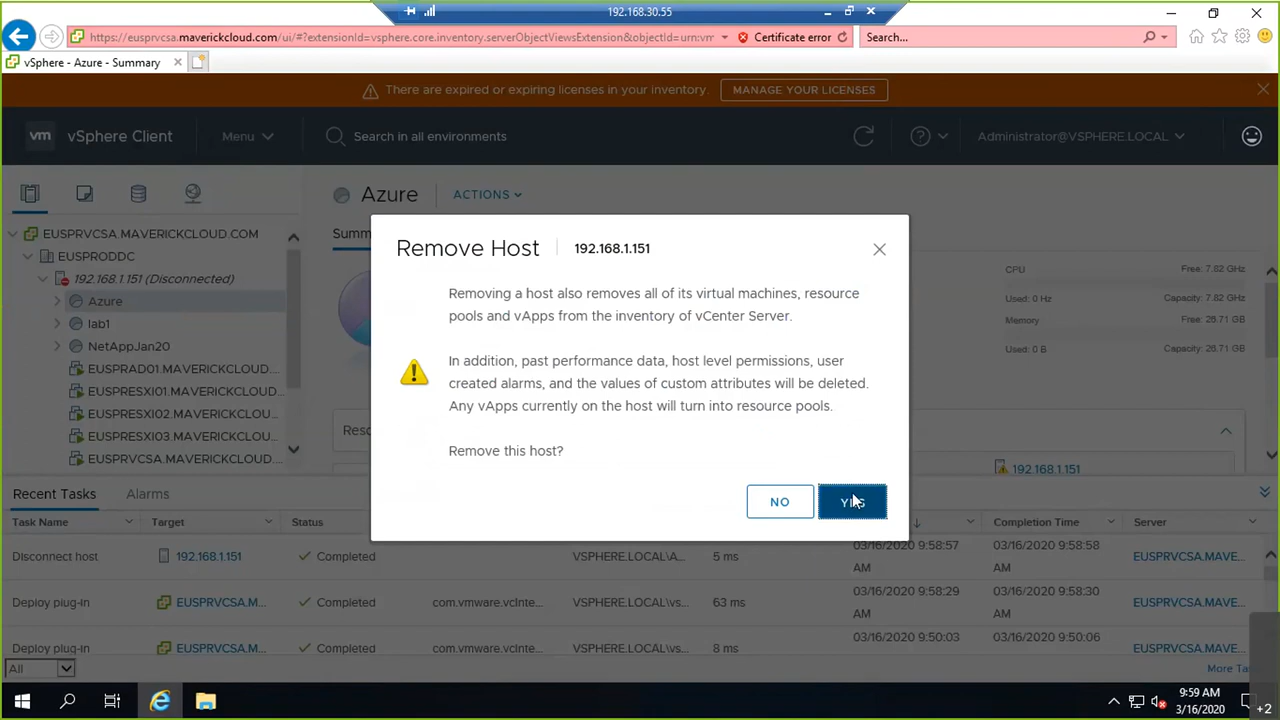 192.168.30.55
https://eusprvcsa.maverickcloud.com/ui/#?extensionId=vsphere.core.inventory.serverObjectViewsExtension&objectId=urn:vm
Certificate error
Search...
vSphere - Azure - Summary
There are expired or expiring licenses in your inventory.
MANAGE YOUR LICENSES
vm
vSphere Client
Menu
Search in all environments
Administrator@VSPHERE.LOCAL
Azure
ACTIONS
EUSPRVCSA.MAVERICKCLOUD.COM
EUSPRODDC
192.168.1.151 (Disconnected)
Azure
lab1
NetAppJan20
EUSPRAD01.MAVERICKCLOUD....
EUSPRESXI01.MAVERICKCLOU...
EUSPRESXI02.MAVERICKCLOU...
EUSPRESXI03.MAVERICKCLOU...
EUSPRVCSA.MAVERICKCLOUD....
Summ
CPU
Free: 7.82 GHz
Used: 0 Hz
Capacity: 7.82 GHz
Memory
Free: 26.71 GB
Used: 0 B
Capacity: 26.71 GB
Remove Host
192.168.1.151
Removing a host also removes all of its virtual machines, resource
pools and vApps from the inventory of vCenter Server.
In addition, past performance data, host level permissions, user
created alarms, and the values of custom attributes will be deleted.
Any vApps currently on the host will turn into resource pools.
Remove this host?
NO
YES
Reso
192.168.1.151
Recent Tasks
Alarms
Task Name
Target
Status
Completion Time
Server
Disconnect host
192.168.1.151
Completed
VSPHERE.LOCAL\A...
5 ms
03/16/2020 9:58:57
AM
03/16/2020 9:58:58
AM
EUSPRVCSA.MAVE...
Deploy plug-in
EUSPRVCSA.M...
Completed
com.vmware.vcInte...
VSPHERE.LOCAL\vs...
63 ms
03/16/2020 9:58:29
AM
03/16/2020 9:58:30
AM
EUSPRVCSA.MAVE...
Deploy plug-in
EUSPRVCSA.M...
Completed
com.vmware.vcInte...
VSPHERE.LOCAL\vs...
8 ms
03/16/2020 9:50:03
03/16/2020 9:50:06
EUSPRVCSA.MAVE...
All
More Ta
9:59 AM
3/16/2020
+2